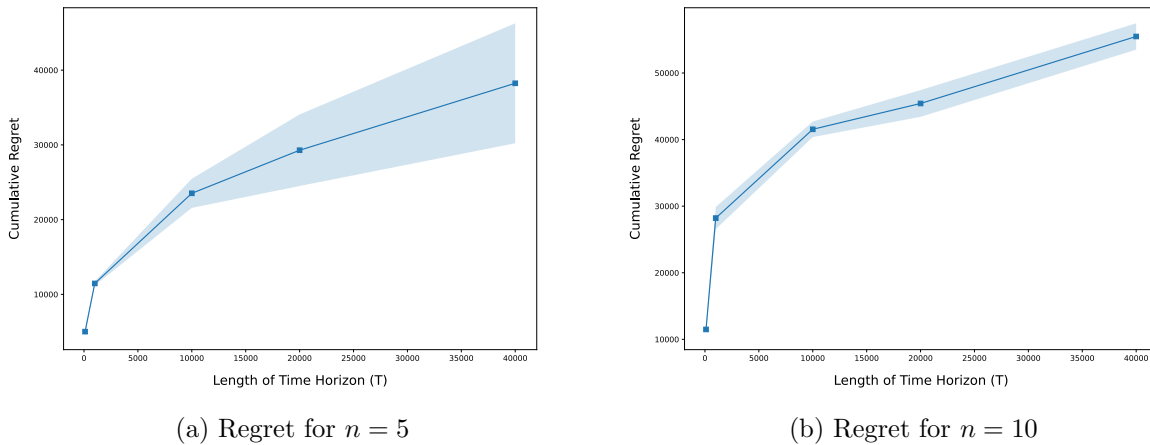 40000
30000
20000
10000
Cumulative Regret
0 5000 10000 15000 20000 25000 30000 35000 40000
Length of Time Horizon (T)
(a) Regret for n = 5
50000
40000
30000
20000
10000
Cumulative Regret
0 5000 10000 15000 20000 25000 30000 35000 40000
Length of Time Horizon (T)
(b) Regret for n = 10